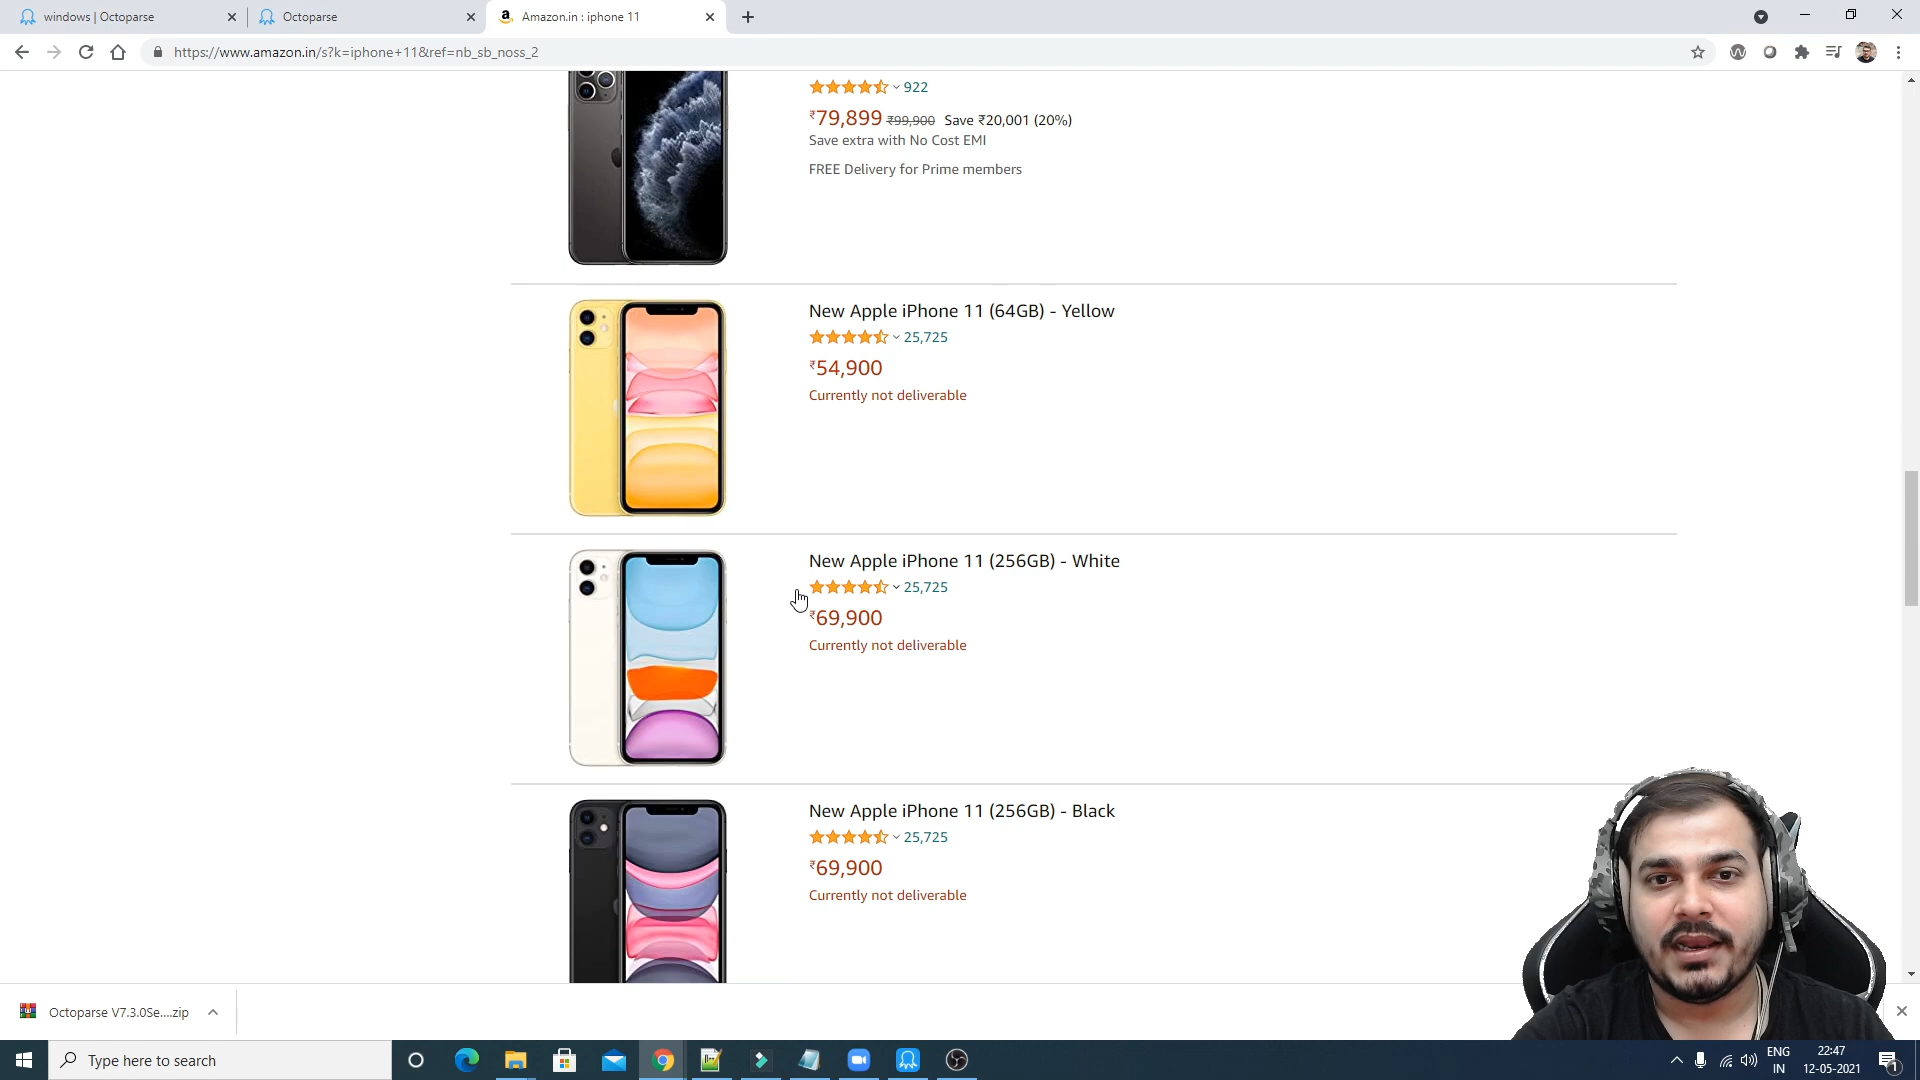 windows | Octoparse
Octoparse
a Amazon.in : iphone 11
https://www.amazon.in/s?k=iphone+11&ref=nb_sb_noss_2
922
₹79,899 ₹99,900 Save ₹20,001 (20%)
Save extra with No Cost EMI
FREE Delivery for Prime members
New Apple iPhone 11 (64GB) - Yellow
25,725
₹54,900
Currently not deliverable
New Apple iPhone 11 (256GB) - White
25,725
₹69,900
Currently not deliverable
New Apple iPhone 11 (256GB) - Black
25,725
₹69,900
Currently not deliverable
Octoparse V7.3.0Se....zip
Type here to search
ENG
IN
22:47
12-05-2021
1